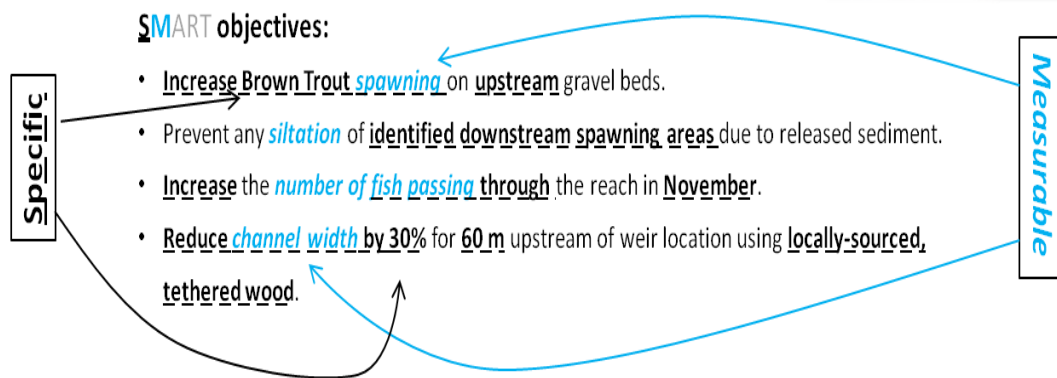 SMART objectives:
• Increase Brown Trout spawning on upstream gravel beds.
• Prevent any siltation of identified downstream spawning areas due to released sediment.
• Increase the number of fish passing through the reach in November.
• Reduce channel width by 30% for 60 m upstream of weir location using locally-sourced,
tethered wood.
Specific
Measurable